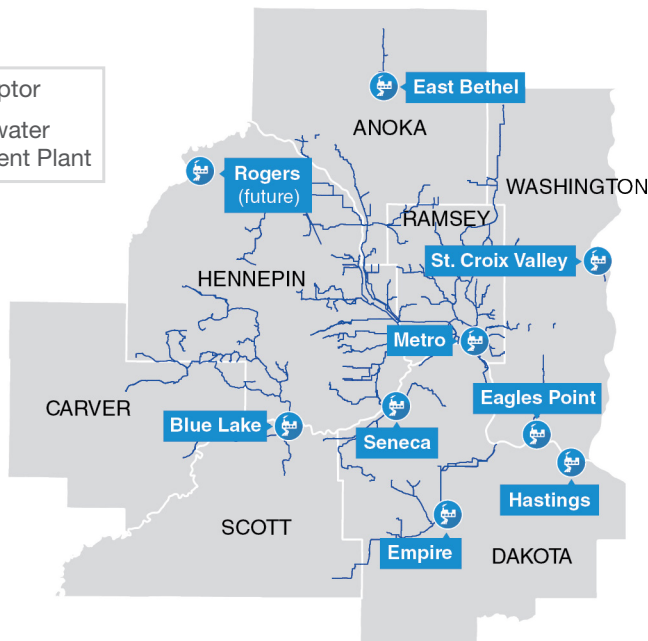 ptor
water
ent Plant
East Bethel
ANOKA
Rogers
(future)
WASHINGTON
RAMSEY
St. Croix Valley
HENNEPIN
Metro
Eagles Point
CARVER
Blue Lake
Seneca
Hastings
SCOTT
Empire
DAKOTA